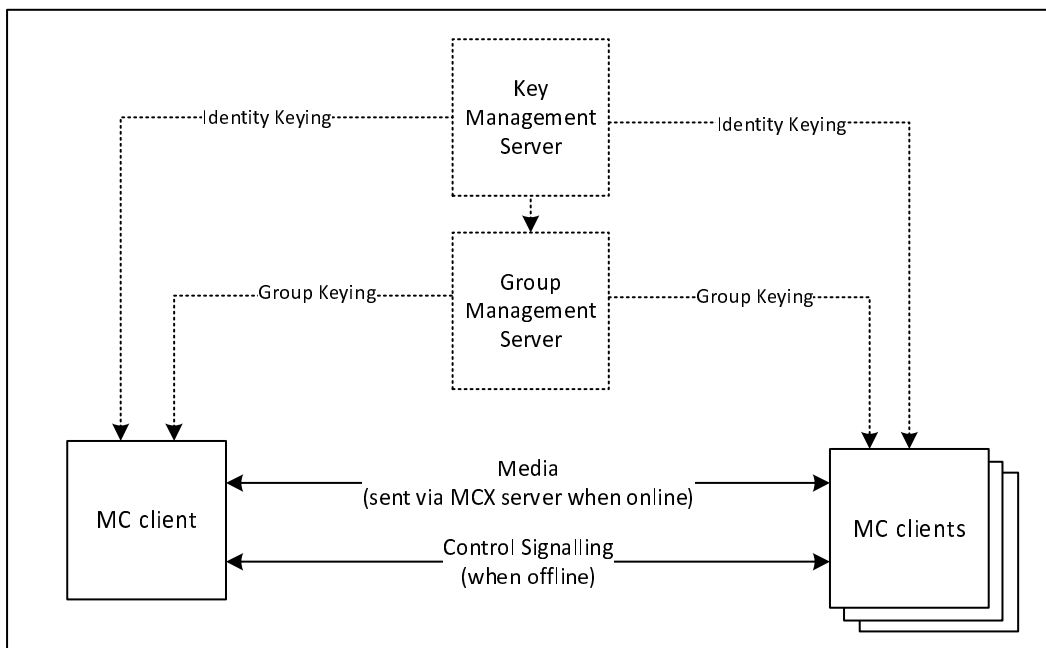 Key
Management
Server
Identity Keying
Identity Keying
Group
Management
Server
Group Keying
Group Keying
MC client
Media
(sent via MCX server when online)
MC clients
Control Signalling
(when offline)